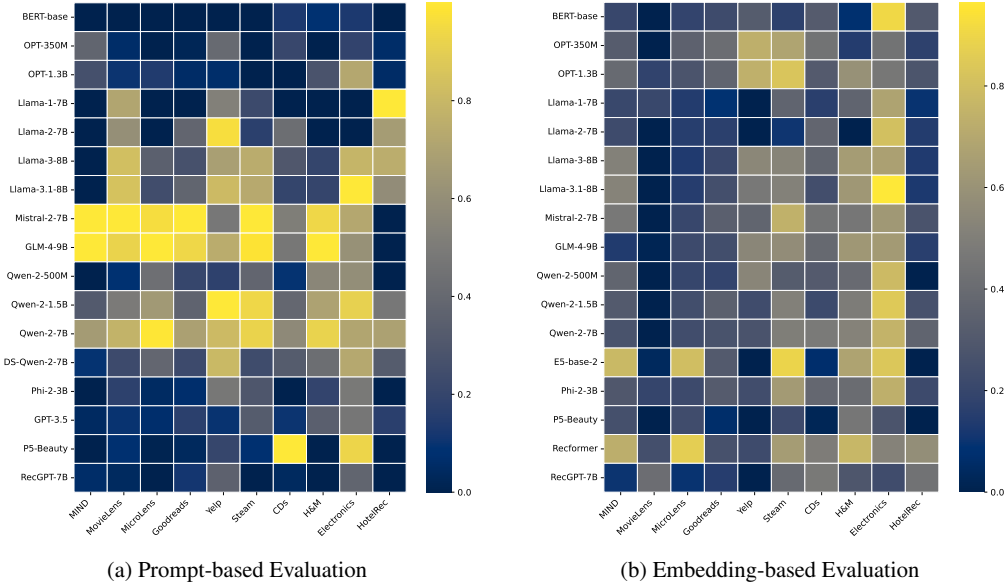 BERT-base
OPT-350M
OPT-1.3B
Llama-1-7B
Llama-2-7B
Llama-3-8B
Llama-3.1-8B
Mistral-2-7B
GLM-4-9B
Qwen-2-500M
Qwen-2-1.5B
Qwen-2-7B
DS-Qwen-2-7B
Phi-2-3B
GPT-3.5
P5-Beauty
RecGPT-7B
MIND
MovieLens
MicroLens
Goodreads
Yelp
Steam
CDs
H&M
Electronics
HotelRec
0.8
0.6
0.4
0.2
0.0
(a) Prompt-based Evaluation
BERT-base
OPT-350M
OPT-1.3B
Llama-1-7B
Llama-2-7B
Llama-3-8B
Llama-3.1-8B
Mistral-2-7B
GLM-4-9B
Qwen-2-500M
Qwen-2-1.5B
Qwen-2-7B
E5-base-2
Phi-2-3B
P5-Beauty
Recformer
RecGPT-7B
MIND
MovieLens
MicroLens
Goodreads
Yelp
Steam
CDs
H&M
Electronics
HotelRec
0.8
0.6
0.4
0.2
0.0
(b) Embedding-based Evaluation